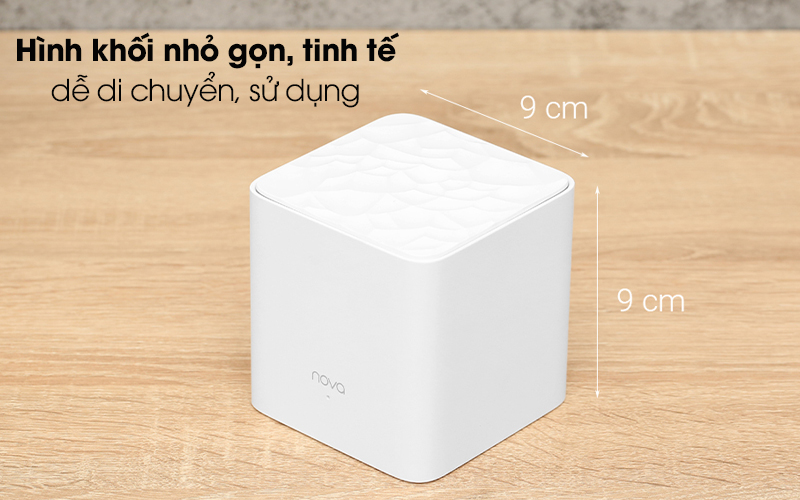 Hình khối nhỏ gọn, tinh tế
dễ di chuyển, sử dụng
9 cm
9 cm
nova